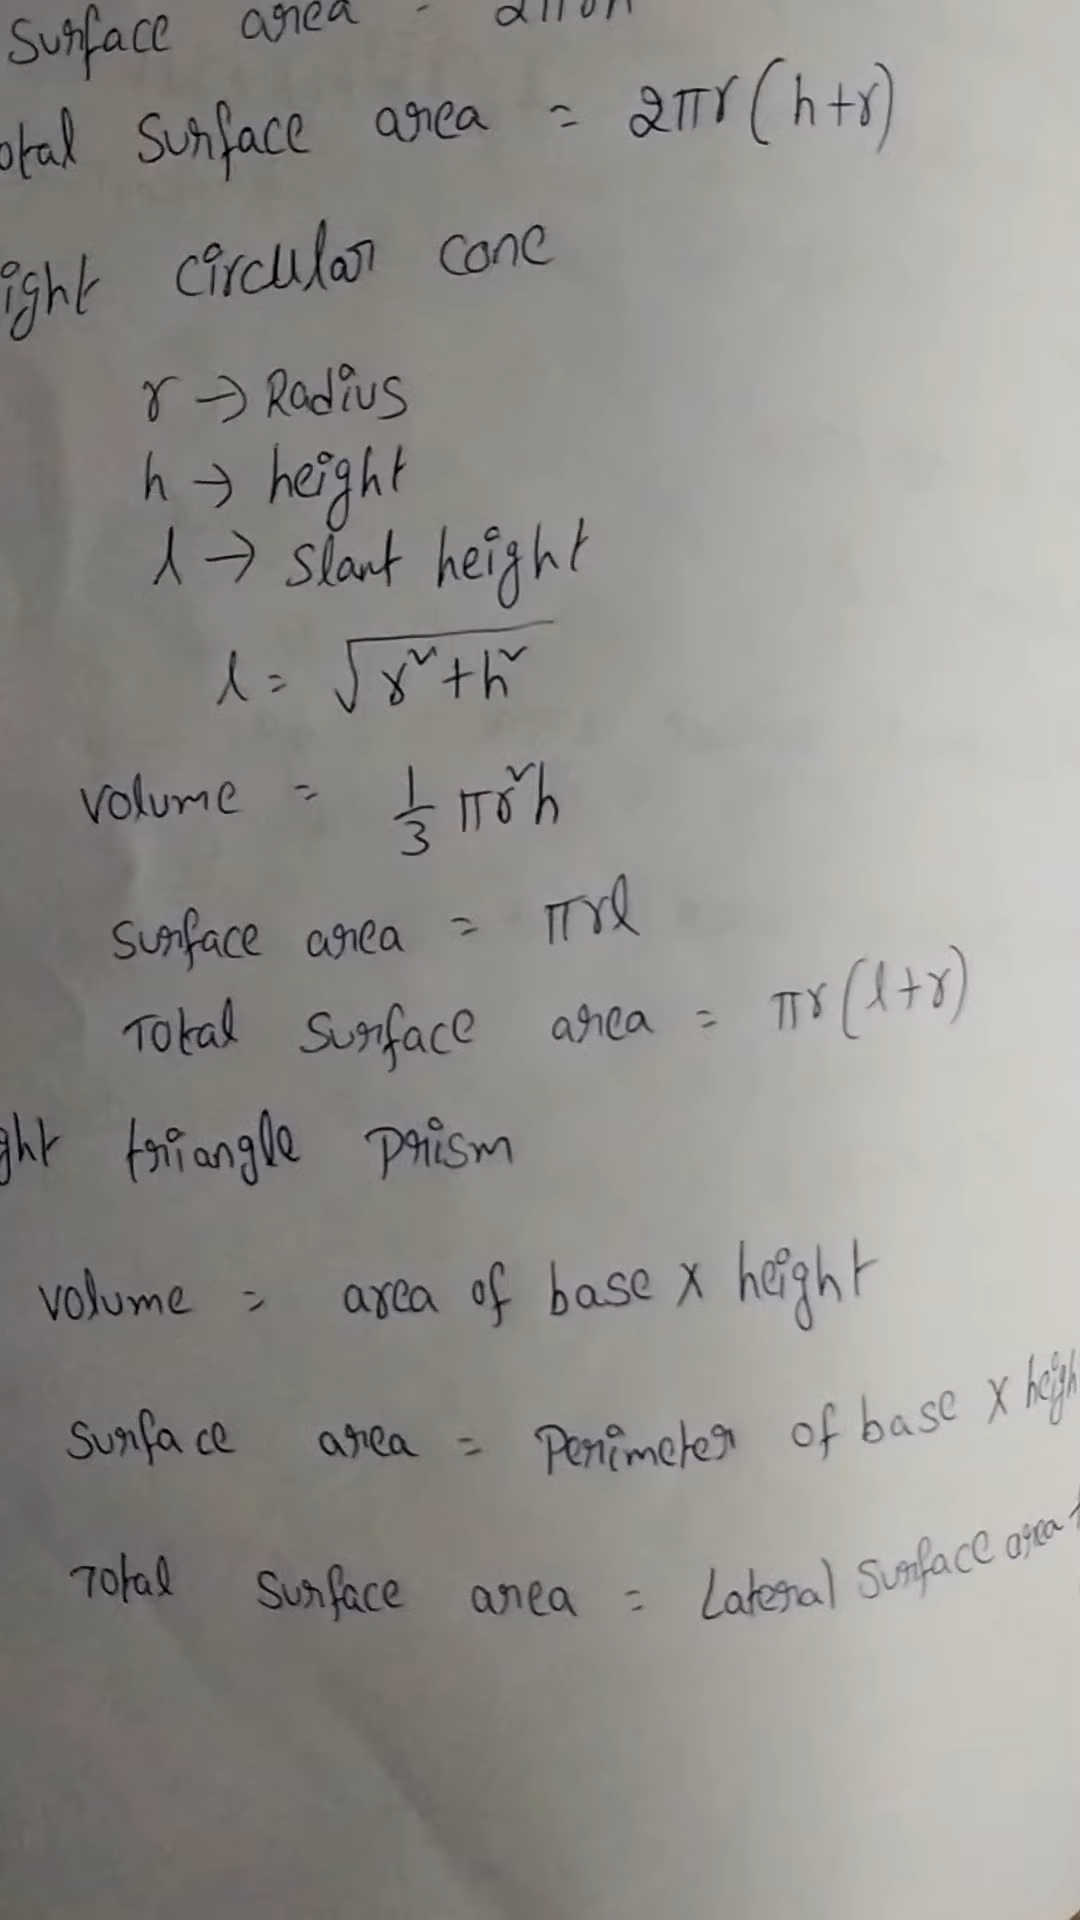 Surface area = 2πrh
otal Surface area = 2πr(h+r)
ight circular cone
r → Radius
h → height
l → slant height
l = √r²+h²
volume = 1/3 πr²h
Surface area = πrl
Total Surface area = πr(l+r)
ght triangle Prism
volume = area of base x height
Surface area = Perimeter of base x heigh
Total Surface area = Lateral Surface area +